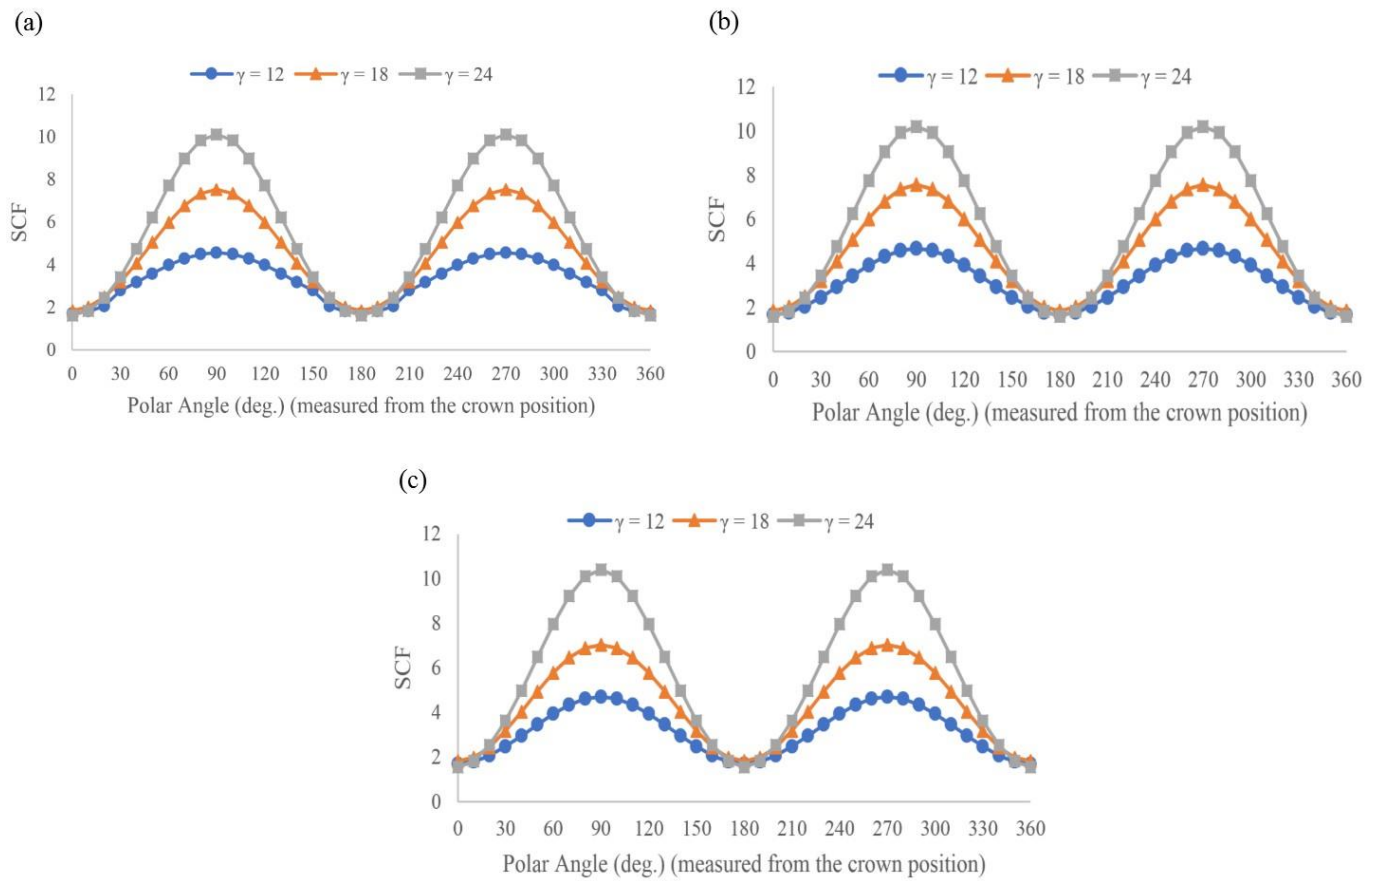 (a)
γ = 12 γ = 18 γ = 24
12
10
8
6
4
2
0
SCF
0 30 60 90 120 150 180 210 240 270 300 330 360
Polar Angle (deg.) (measured from the crown position)
(b)
γ = 12 γ = 18 γ = 24
12
10
8
6
4
2
0
SCF
0 30 60 90 120 150 180 210 240 270 300 330 360
Polar Angle (deg.) (measured from the crown position)
(c)
γ = 12 γ = 18 γ = 24
12
10
8
6
4
2
0
SCF
0 30 60 90 120 150 180 210 240 270 300 330 360
Polar Angle (deg.) (measured from the crown position)